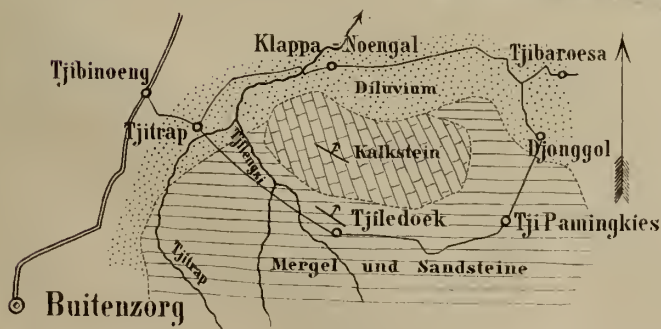 Klappa-Noengal
Tjibaroesa
Tjibinoeng
Diluvium
Tjitrap
Tjilengsi
Kalkstein
Djonggol
Tjiledoek
Tji Pamingkies
Tjitrap
Mergel und Sandsteine
Buitenzorg